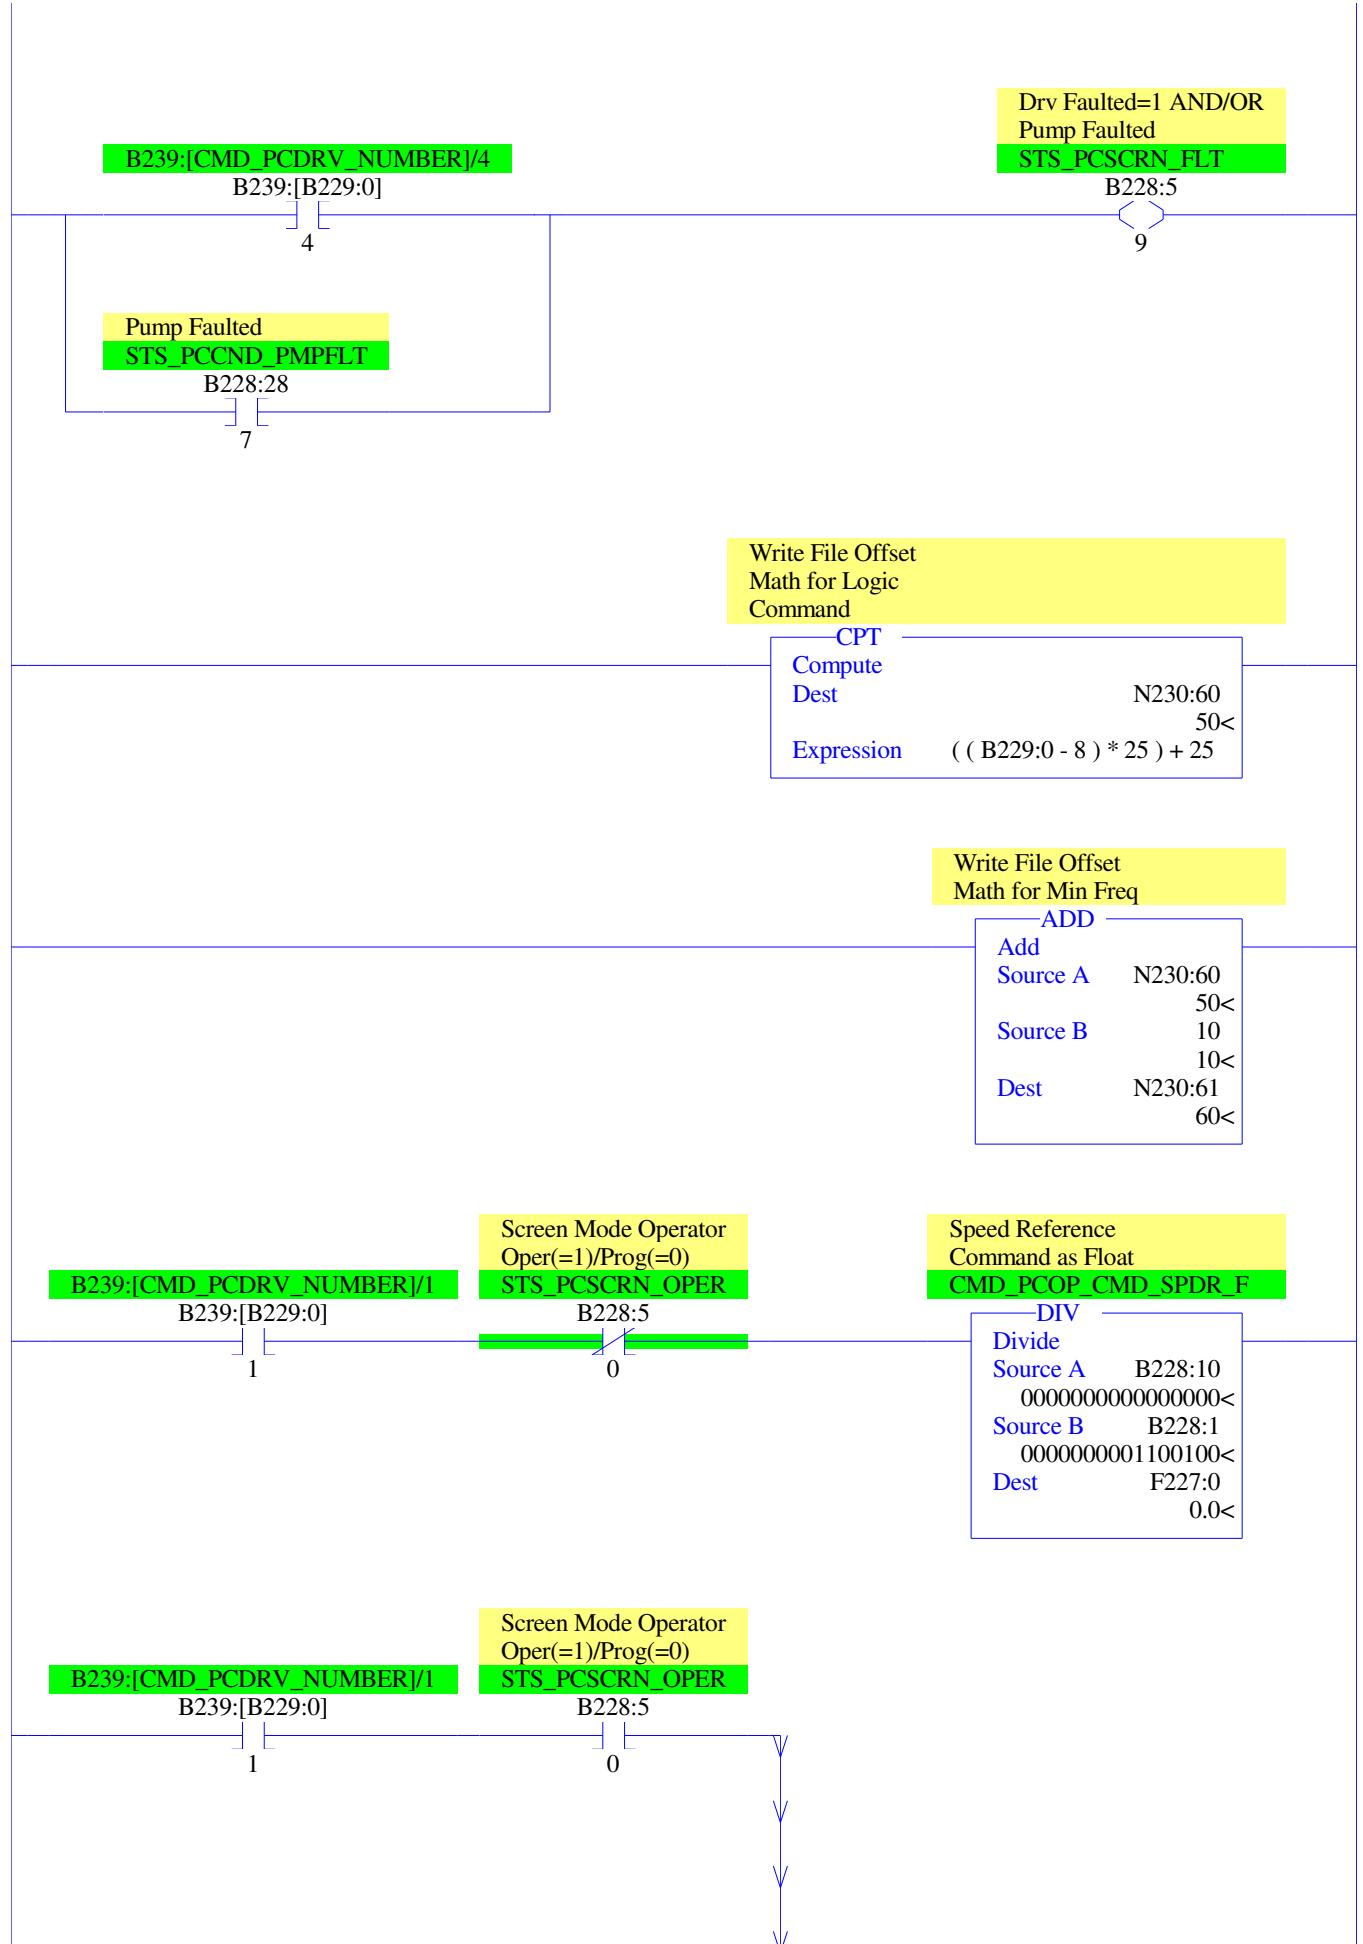 Drv Faulted=1 AND/OR
Pump Faulted
B239:[CMD_PCDRV_NUMBER]/4
STS_PCSCRN_FLT
B239:[B229:0]
B228:5
4
9
Pump Faulted
STS_PCCND_PMPFLT
B228:28
7
Write File Offset
Math for Logic
Command
CPT
Compute
Dest N230:60
50<
Expression ( ( B229:0 - 8 ) * 25 ) + 25
Write File Offset
Math for Min Freq
ADD
Add
Source A N230:60
50<
Source B 10
10<
Dest N230:61
60<
Screen Mode Operator
Oper(=1)/Prog(=0)
Speed Reference
Command as Float
B239:[CMD_PCDRV_NUMBER]/1
STS_PCSCRN_OPER
CMD_PCOP_CMD_SPDR_F
B239:[B229:0]
B228:5
1
0
DIV
Divide
Source A B228:10
0000000000000000<
Source B B228:1
0000000001100100<
Dest F227:0
0.0<
Screen Mode Operator
Oper(=1)/Prog(=0)
B239:[CMD_PCDRV_NUMBER]/1
STS_PCSCRN_OPER
B239:[B229:0]
B228:5
1
0